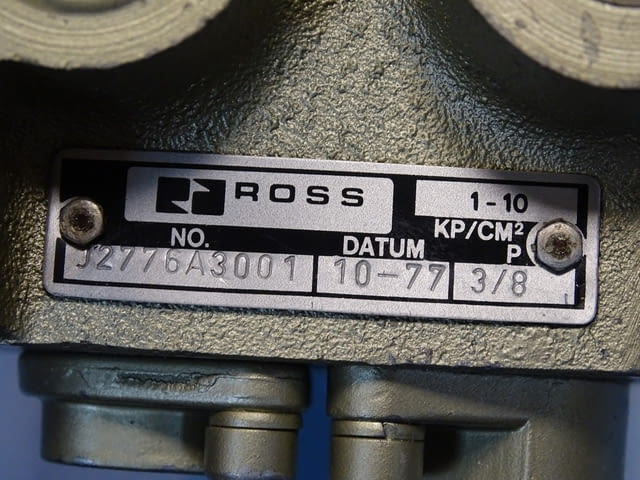 ROSS
1-10
KP/CM²
NO.
DATUM
P
J2776A3001
10-77
3/8